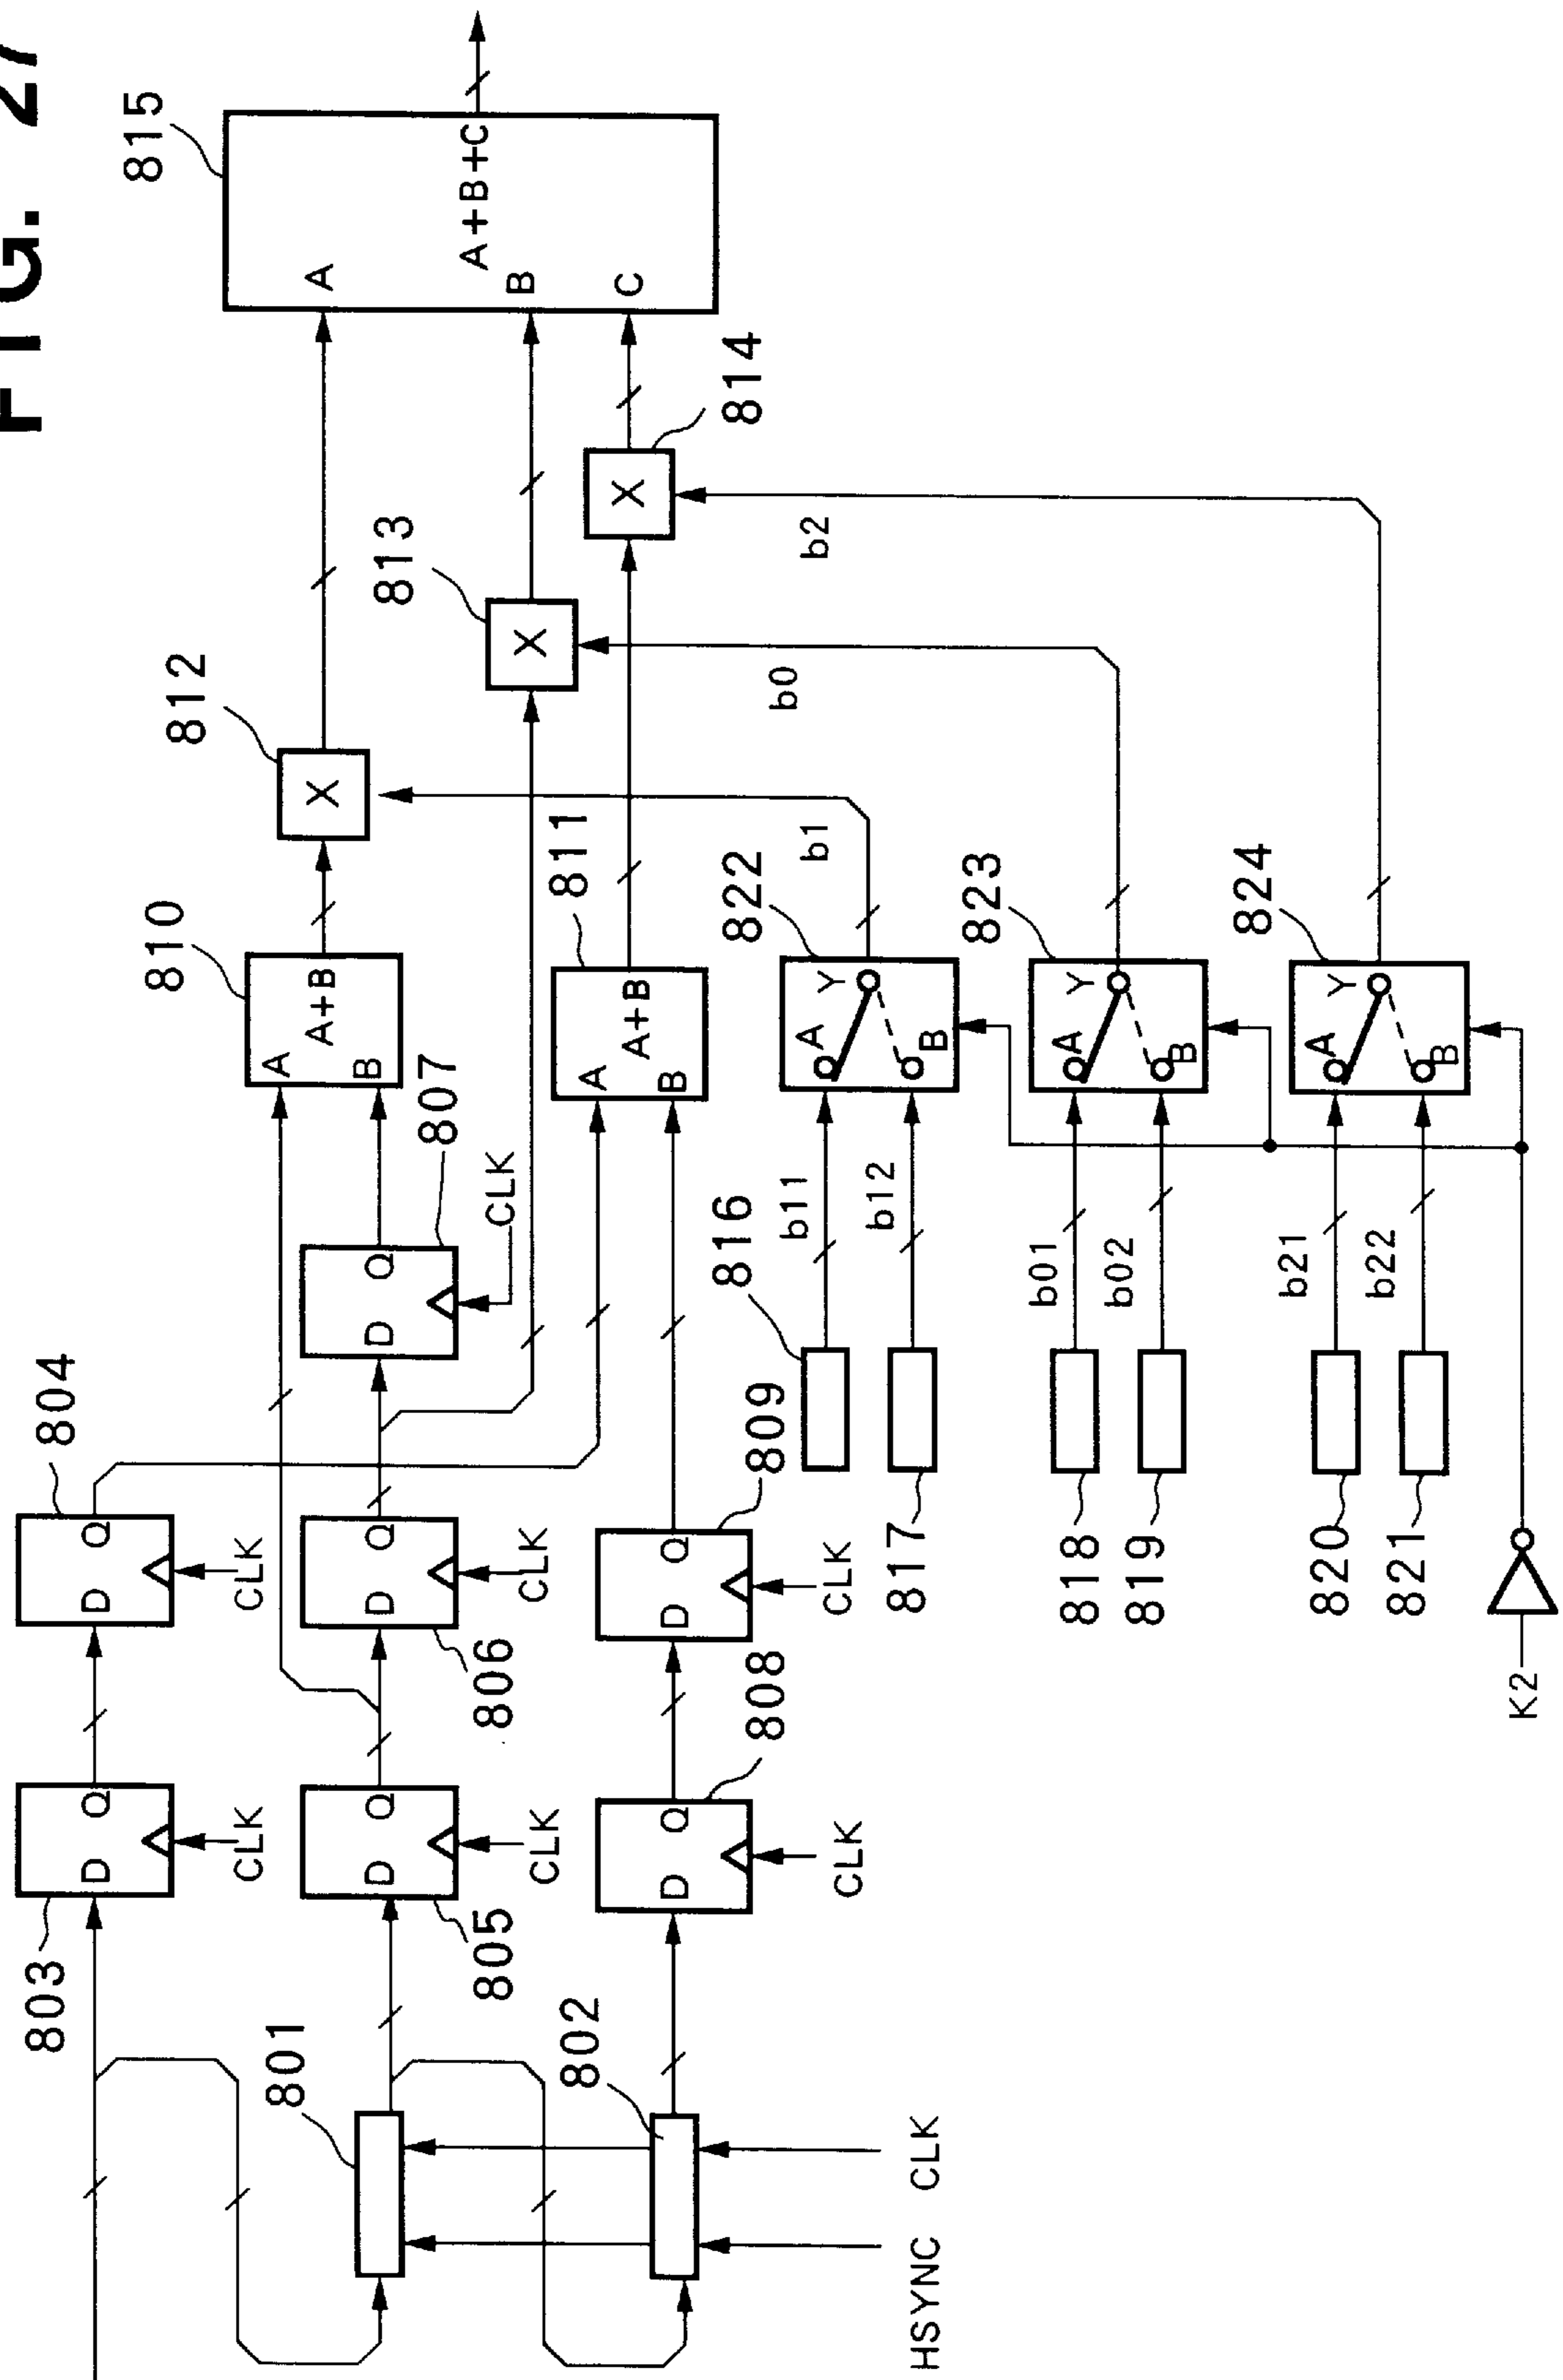 FIG. 27
815
A
A+B+C
B
C
814
X
b2
813
X
b0
812
X
b1
810
A
A+B
B
811
A
A+B
B
822
A
Y
B
823
A
Y
B
824
A
Y
B
807
D Q
CLK
804
D Q
CLK
806
D Q
CLK
809
D Q
CLK
803
D Q
CLK
805
D Q
CLK
808
D Q
CLK
816
b11
817
b12
818
b01
819
b02
820
b21
821
b22
801
802
HSYNC CLK
K2